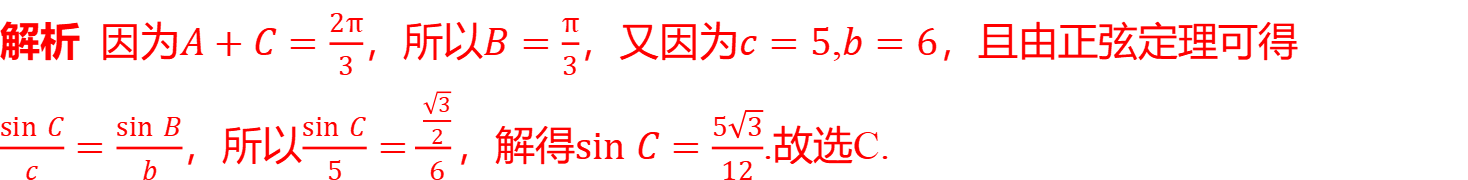 解析 因为A + C = 2π/3，所以B = π/3，又因为c = 5,b = 6，且由正弦定理可得
sin C/c = sin B/b，所以sin C/5 = (√3/2)/6，解得sin C = 5√3/12.故选C.